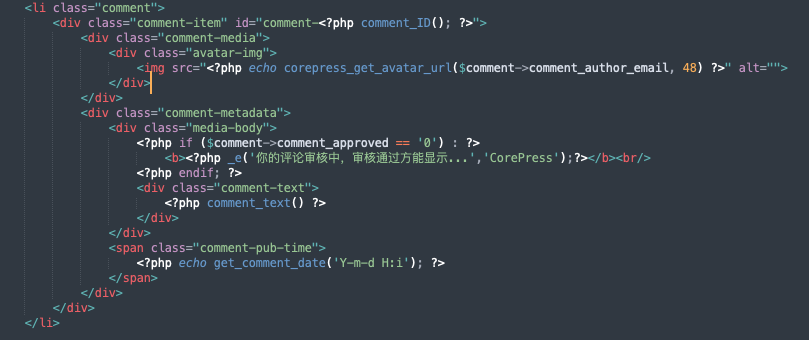 <li class="comment">
<div class="comment-item" id="comment-<?php comment_ID(); ?>">
<div class="comment-media">
<div class="avatar-img">
<img src="<?php echo corepress_get_avatar_url($comment->comment_author_email, 48) ?>" alt="">
</div>
</div>
<div class="comment-metadata">
<div class="media-body">
<?php if ($comment->comment_approved == '0') : ?>
<b><?php _e('你的评论审核中，审核通过方能显示...','CorePress');?></b><br/>
<?php endif; ?>
<div class="comment-text">
<?php comment_text() ?>
</div>
</div>
<span class="comment-pub-time">
<?php echo get_comment_date('Y-m-d H:i'); ?>
</span>
</div>
</div>
</li>